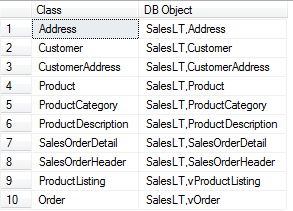 Class DB Object
1 Address SalesLT,Address
2 Customer SalesLT,Customer
3 CustomerAddress SalesLT,CustomerAddress
4 Product SalesLT,Product
5 ProductCategory SalesLT,ProductCategory
6 ProductDescription SalesLT,ProductDescription
7 SalesOrderDetail SalesLT,SalesOrderDetail
8 SalesOrderHeader SalesLT,SalesOrderHeader
9 ProductListing SalesLT,vProductListing
10 Order SalesLT,vOrder